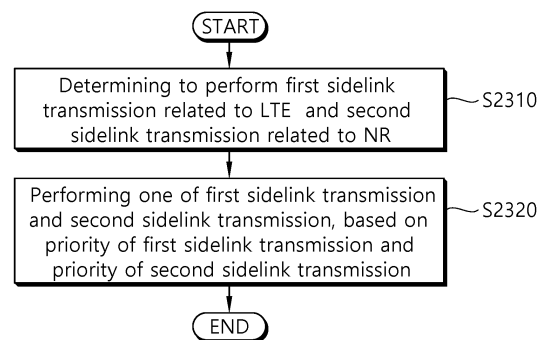 START
Determining to perform first sidelink
transmission related to LTE and second
sidelink transmission related to NR
S2310
Performing one of first sidelink transmission
and second sidelink transmission, based on
priority of first sidelink transmission and
priority of second sidelink transmission
S2320
END